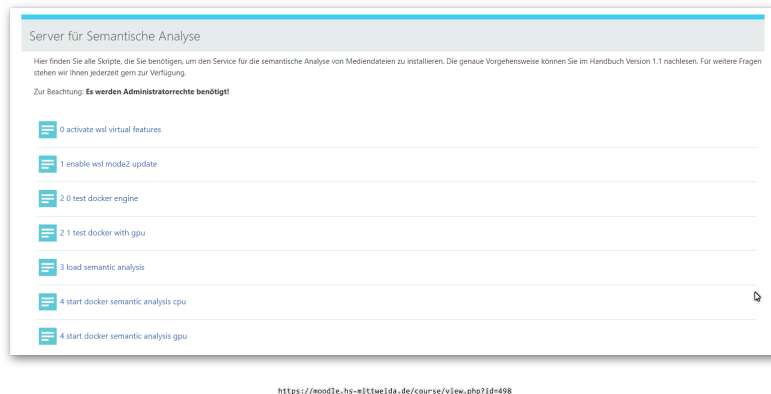 Server für Semantische Analyse
Hier finden Sie alle Skripte, die Sie benötigen, um den Service für die semantische Analyse von Mediendateien zu installieren. Die genaue Vorgehensweise können Sie im Handbuch Version 1.1 nachlesen. Für weitere Fragen
stehen wir Ihnen jederzeit gern zur Verfügung.
Zur Beachtung: Es werden Administratorrechte benötigt!
0 activate wsl virtual features
1 enable wsl mode2 update
2 0 test docker engine
2 1 test docker with gpu
3 load semantic analysis
4 start docker semantic analysis cpu
4 start docker semantic analysis gpu
https://moodle.hs-mittweida.de/course/view.php?id=498